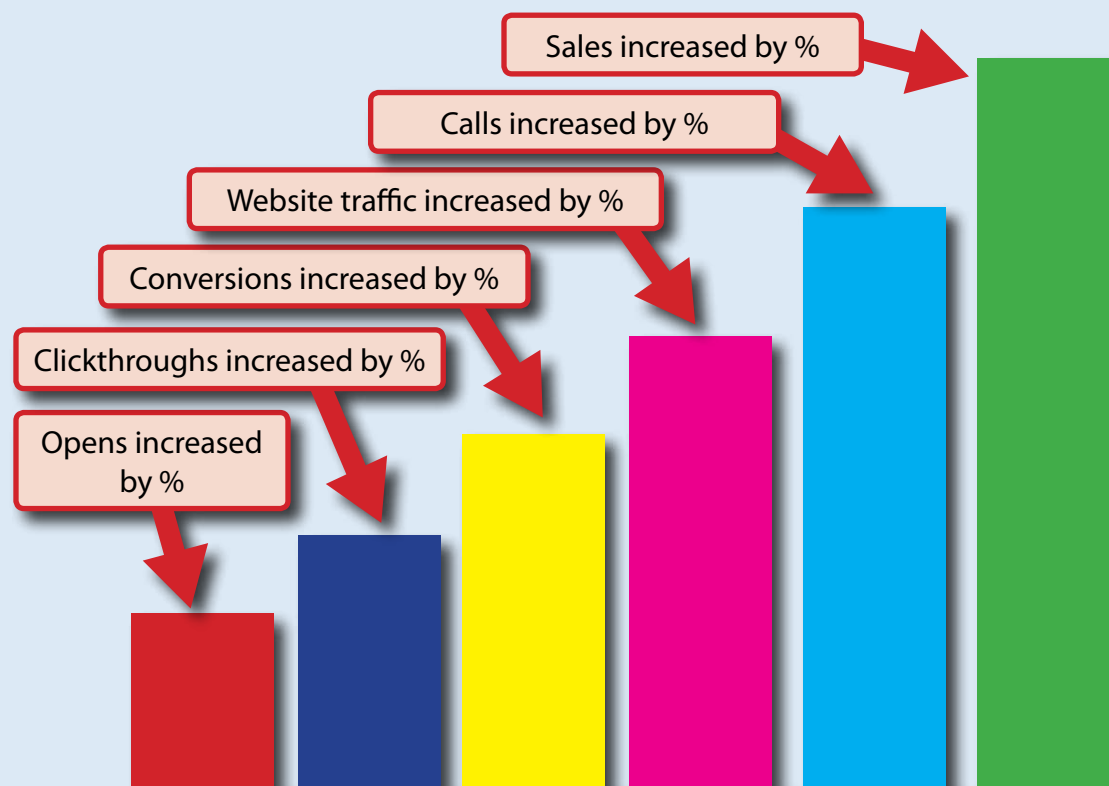 Sales increased by %
Calls increased by %
Website traffic increased by %
Conversions increased by %
Clickthroughs increased by %
Opens increased
by %